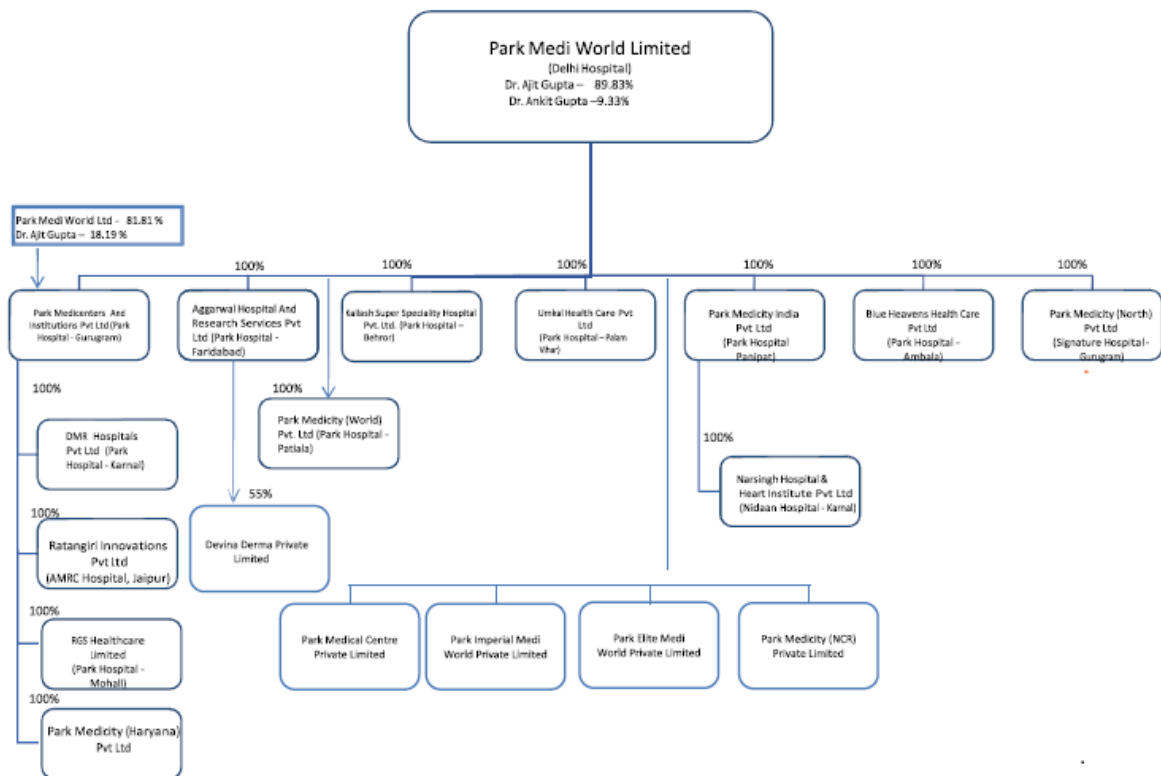 Park Medi World Limited
(Delhi Hospital)
Dr. Ajit Gupta – 89.83%
Dr. Ankit Gupta –9.33%
Park Medi World Ltd - 81.81 %
Dr. Ajit Gupta – 18.19 %
100%
100%
100%
100%
100%
100%
Park Medicenters And
Institutions Pvt Ltd (Park
Hospital - Gurugram)
Aggarwal Hospital And
Research Services Pvt
Ltd (Park Hospital -
Faridabad)
Kailash Super Speciality Hospital
Pvt. Ltd. (Park Hospital –
Behror)
Umkal Health Care Pvt
Ltd
(Park Hospital – Palam
Vihar)
Park Medicity India
Pvt Ltd
(Park Hospital
Panipat)
Blue Heavens Health Care
Pvt Ltd
(Park Hospital -
Ambala)
Park Medicity (North)
Pvt Ltd
(Signature Hospital -
Gurugram)
100%
DMR Hospitals
Pvt Ltd (Park
Hospital - Karnal)
100%
Park Medicity (World)
Pvt. Ltd (Park Hospital -
Patiala)
100%
Narsingh Hospital &
Heart Institute Pvt Ltd
(Nidaan Hospital - Karnal)
100%
Ratangiri Innovations
Pvt Ltd
(AMRC Hospital, Jaipur)
55%
Devina Derma Private
Limited
100%
RGS Healthcare
Limited
(Park Hospital -
Mohali)
Park Medical Centre
Private Limited
Park Imperial Medi
World Private Limited
Park Elite Medi
World Private Limited
Park Medicity (NCR)
Private Limited
100%
Park Medicity (Haryana)
Pvt Ltd